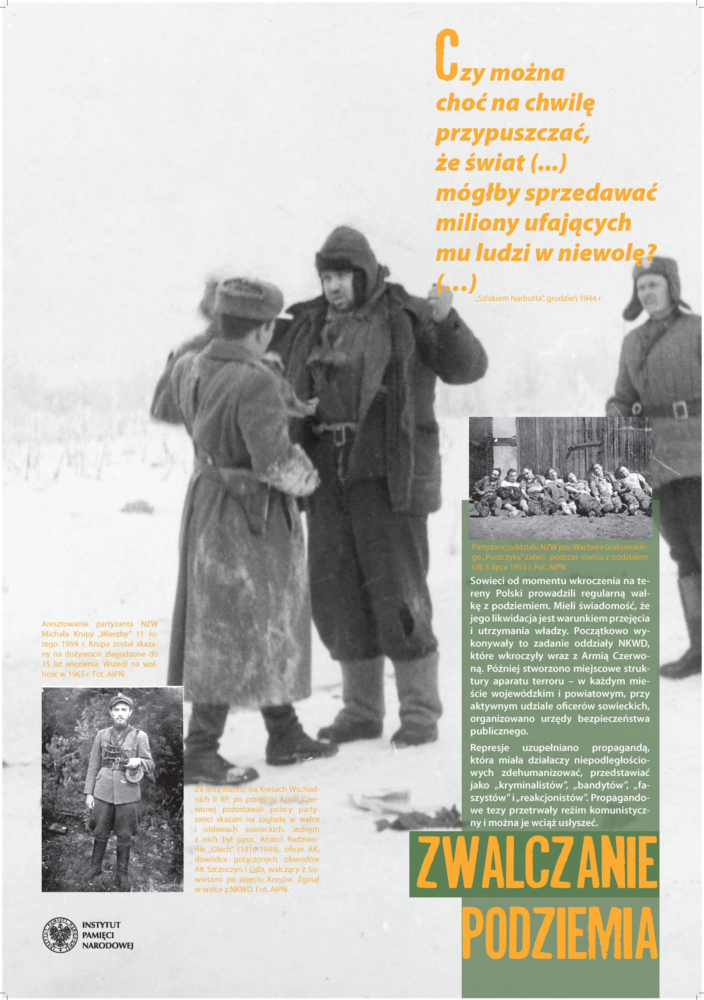 Czy można
choć na chwilę
przypuszczać,
że świat (...)
mógłby sprzedawać
miliony ufających
mu ludzi w niewolę?
(...)
„Szlakiem Narbutta”, grudzień 1944 r.
Partyzanci oddziału NZW por. Wacława Grabowskie-
go „Puszczyka” zabici podczas starcia z oddziałem
UB, 5 lipca 1953 r. Fot. AIPN
Sowieci od momentu wkroczenia na te-
reny Polski prowadzili regularną wal-
kę z podziemiem. Mieli świadomość, że
jego likwidacja jest warunkiem przejęcia
i utrzymania władzy. Początkowo wy-
konywały to zadanie oddziały NKWD,
które wkroczyły wraz z Armią Czerwo-
ną. Później stworzono miejscowe struk-
tury aparatu terroru – w każdym mie-
ście wojewódzkim i powiatowym, przy
aktywnym udziale oficerów sowieckich,
organizowano urzędy bezpieczeństwa
publicznego.
Represje uzupełniano propagandą,
która miała działaczy niepodległościo-
wych zdehumanizować, przedstawiać
jako „kryminalistów”, „bandytów”, „fa-
szystów” i „reakcjonistów”. Propagando-
we tezy przetrwały reżim komunistycz-
ny i można je wciąż usłyszeć.
ZWALCZANIE
PODZIEMIA
Aresztowanie partyzanta NZW
Michała Krupy „Wierzby” 11 lu-
tego 1959 r. Krupa został skaza-
ny na dożywocie złagodzone do
15 lat więzienia. Wszedł na wol-
ność w 1965 r. Fot. AIPN.
Za linią frontu, na Kresach Wschod-
nich II RP, po przejściu Armii Czer-
wonej pozostawali polscy party-
zanci skazani na zagładę w walce
i obławach sowieckich. Jednym
z nich był ppor. Anatol Radziwo-
nik „Olech” (1916-1949), oficer AK,
dowódca połączonych obwodów
AK Szczuczyn i Lida, walczący z So-
wietami po zajęciu Kresów. Zginął
w walce z NKWD. Fot. AIPN.
INSTYTUT PAMIĘCI NARODOWEJ
INSTYTUT
PAMIĘCI
NARODOWEJ